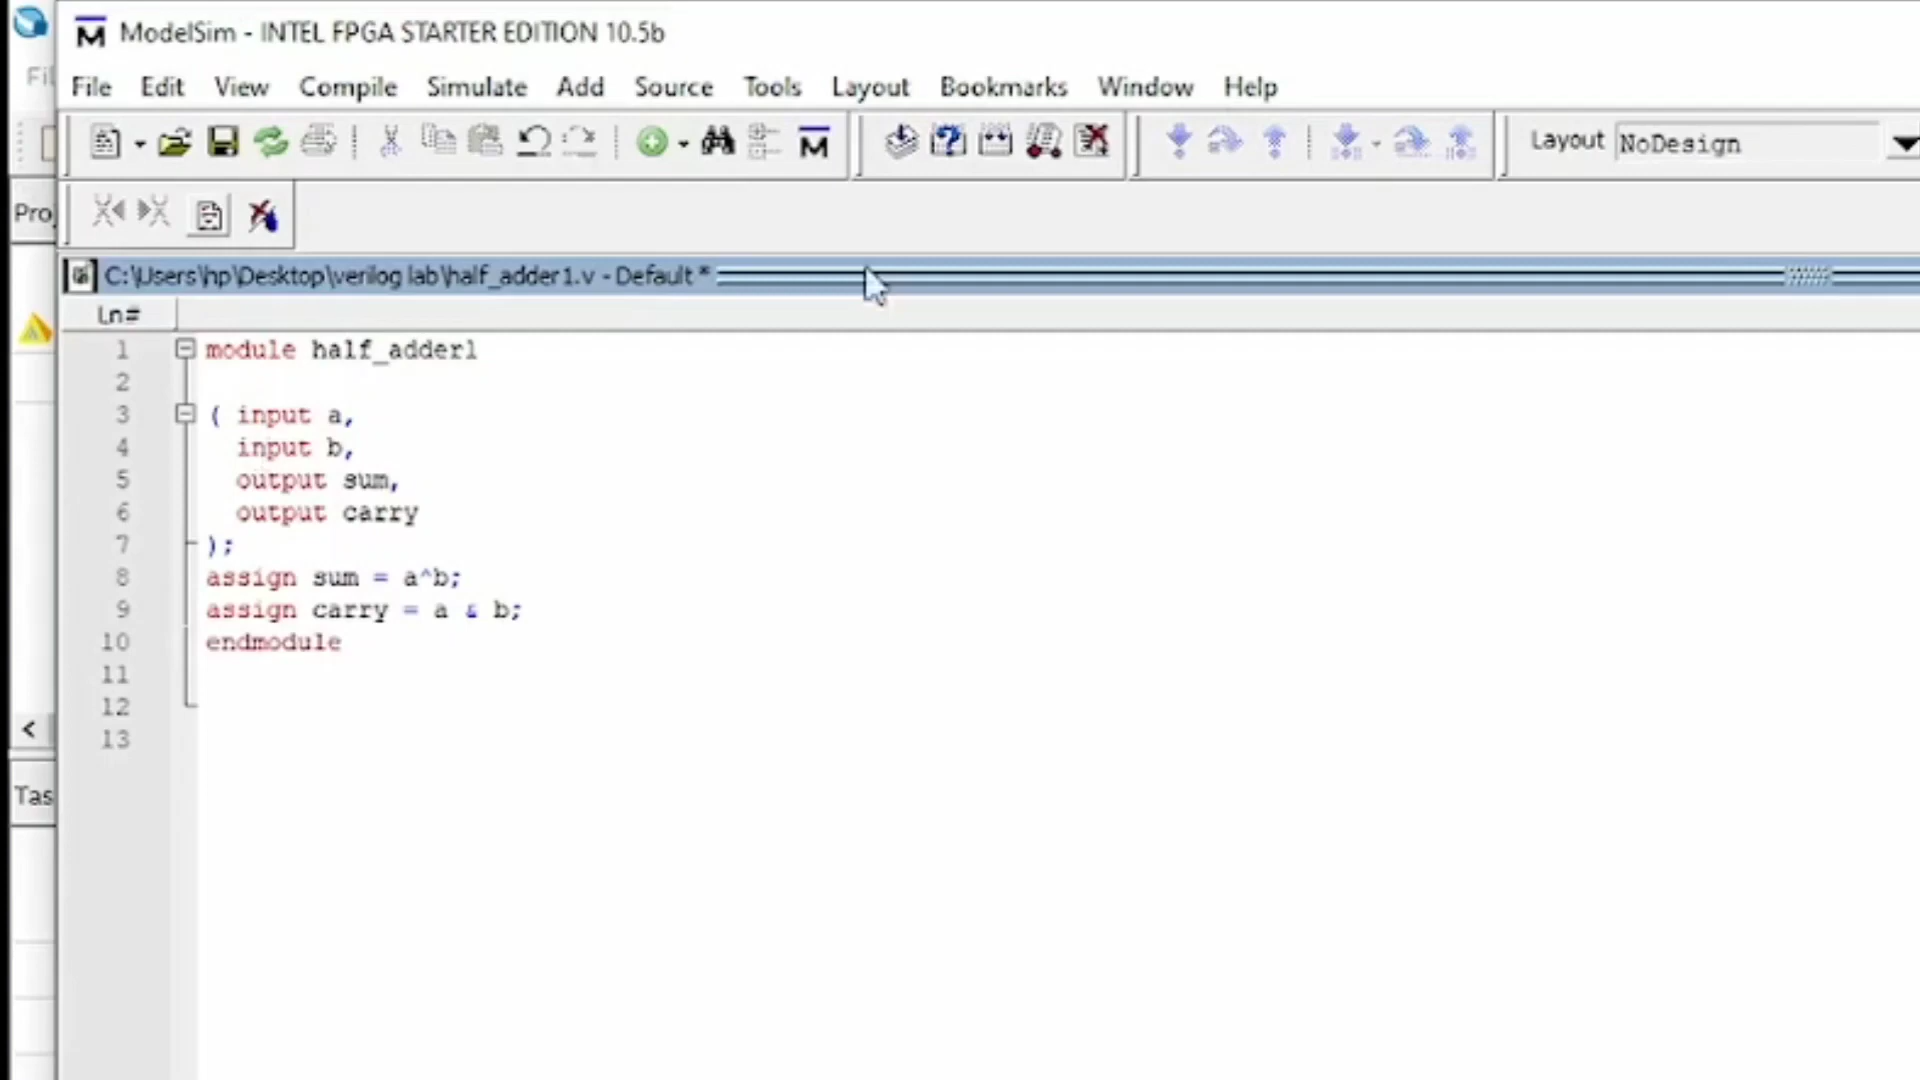 ModelSim - INTEL FPGA STARTER EDITION 10.5b
Fil
File Edit View Compile Simulate Add Source Tools Layout Bookmarks Window Help
Layout NoDesign
Proj
C:\Users\hp\Desktop\verilog lab\half_adder1.v - Default *
Ln#
1 module half_adder1
2
3 ( input a,
4 input b,
5 output sum,
6 output carry
7 );
8 assign sum = a^b;
9 assign carry = a & b;
10 endmodule
11
12
13
Tas